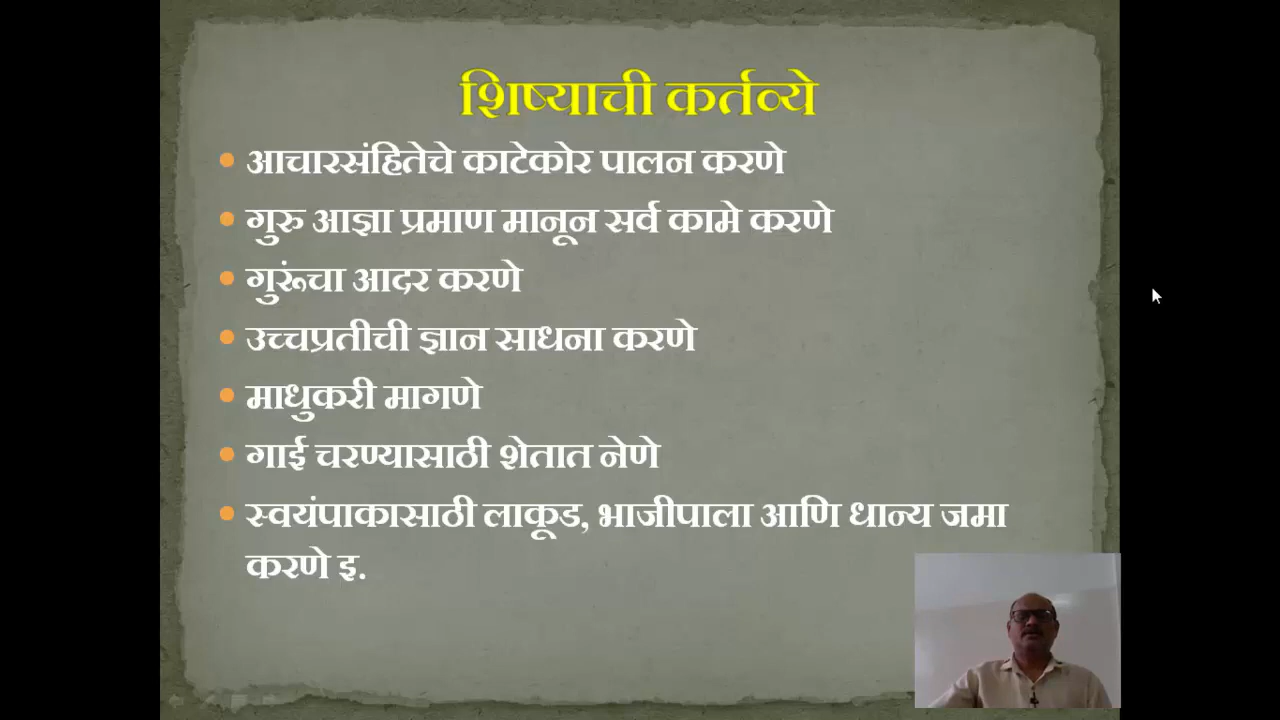 शिष्याची कर्तव्ये
आचारसंहितेचे काटेकोर पालन करणे
गुरु आज्ञा प्रमाण मानून सर्व कामे करणे
गुरूंचा आदर करणे
उच्चप्रतीची ज्ञान साधना करणे
माधुकरी मागणे
गाई चरण्यासाठी शेतात नेणे
स्वयंपाकासाठी लाकूड, भाजीपाला आणि धान्य जमा
करणे इ.